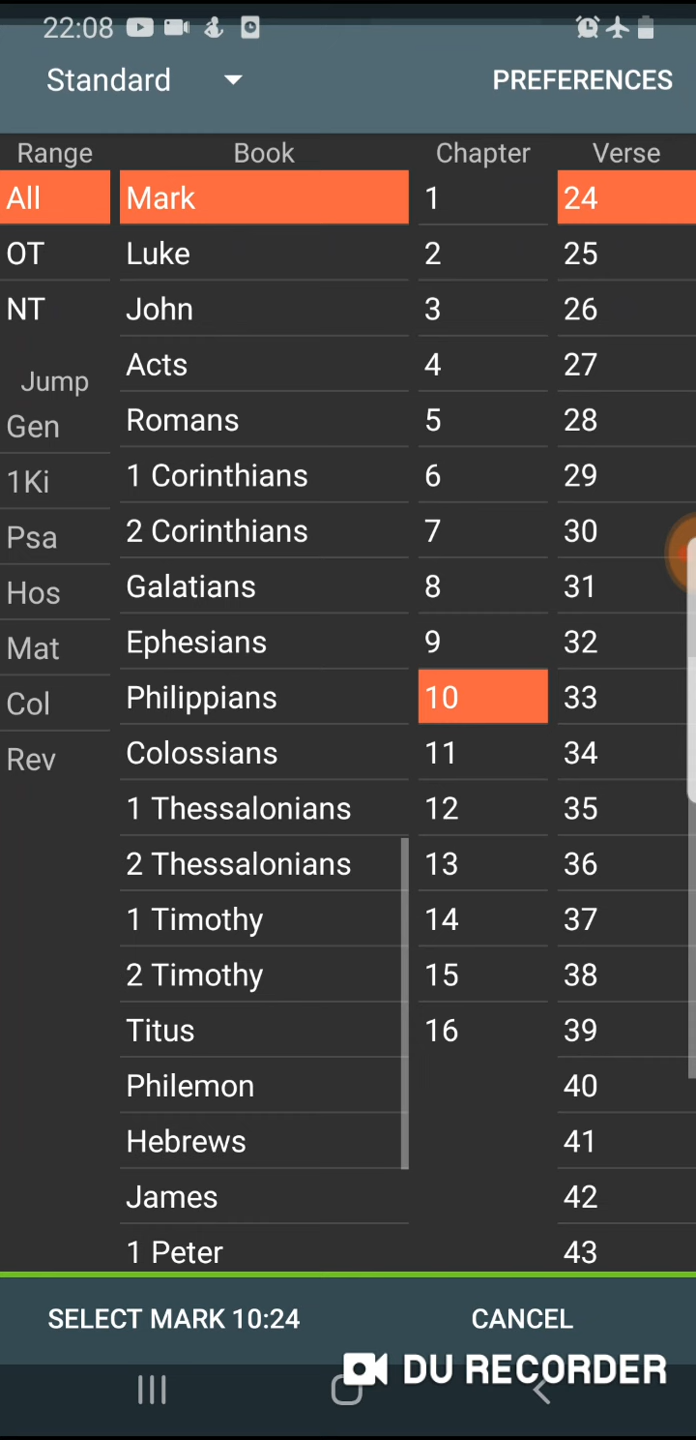 22:08
Standard
PREFERENCES
Range Book Chapter Verse
All Mark 1 24
OT Luke 2 25
NT John 3 26
Acts 4 27
Jump
Gen Romans 5 28
1Ki 1 Corinthians 6 29
Psa 2 Corinthians 7 30
Hos Galatians 8 31
Mat Ephesians 9 32
Col Philippians 10 33
Rev Colossians 11 34
1 Thessalonians 12 35
2 Thessalonians 13 36
1 Timothy 14 37
2 Timothy 15 38
Titus 16 39
Philemon 40
Hebrews 41
James 42
1 Peter 43
SELECT MARK 10:24 CANCEL
DU RECORDER